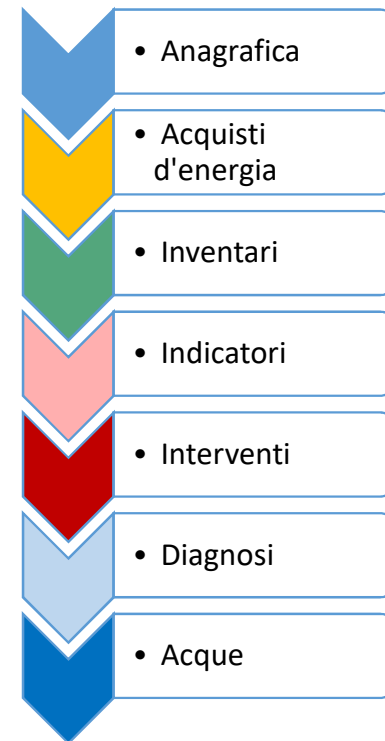 • Anagrafica
• Acquisti
d'energia
• Inventari
• Indicatori
• Interventi
• Diagnosi
• Acque